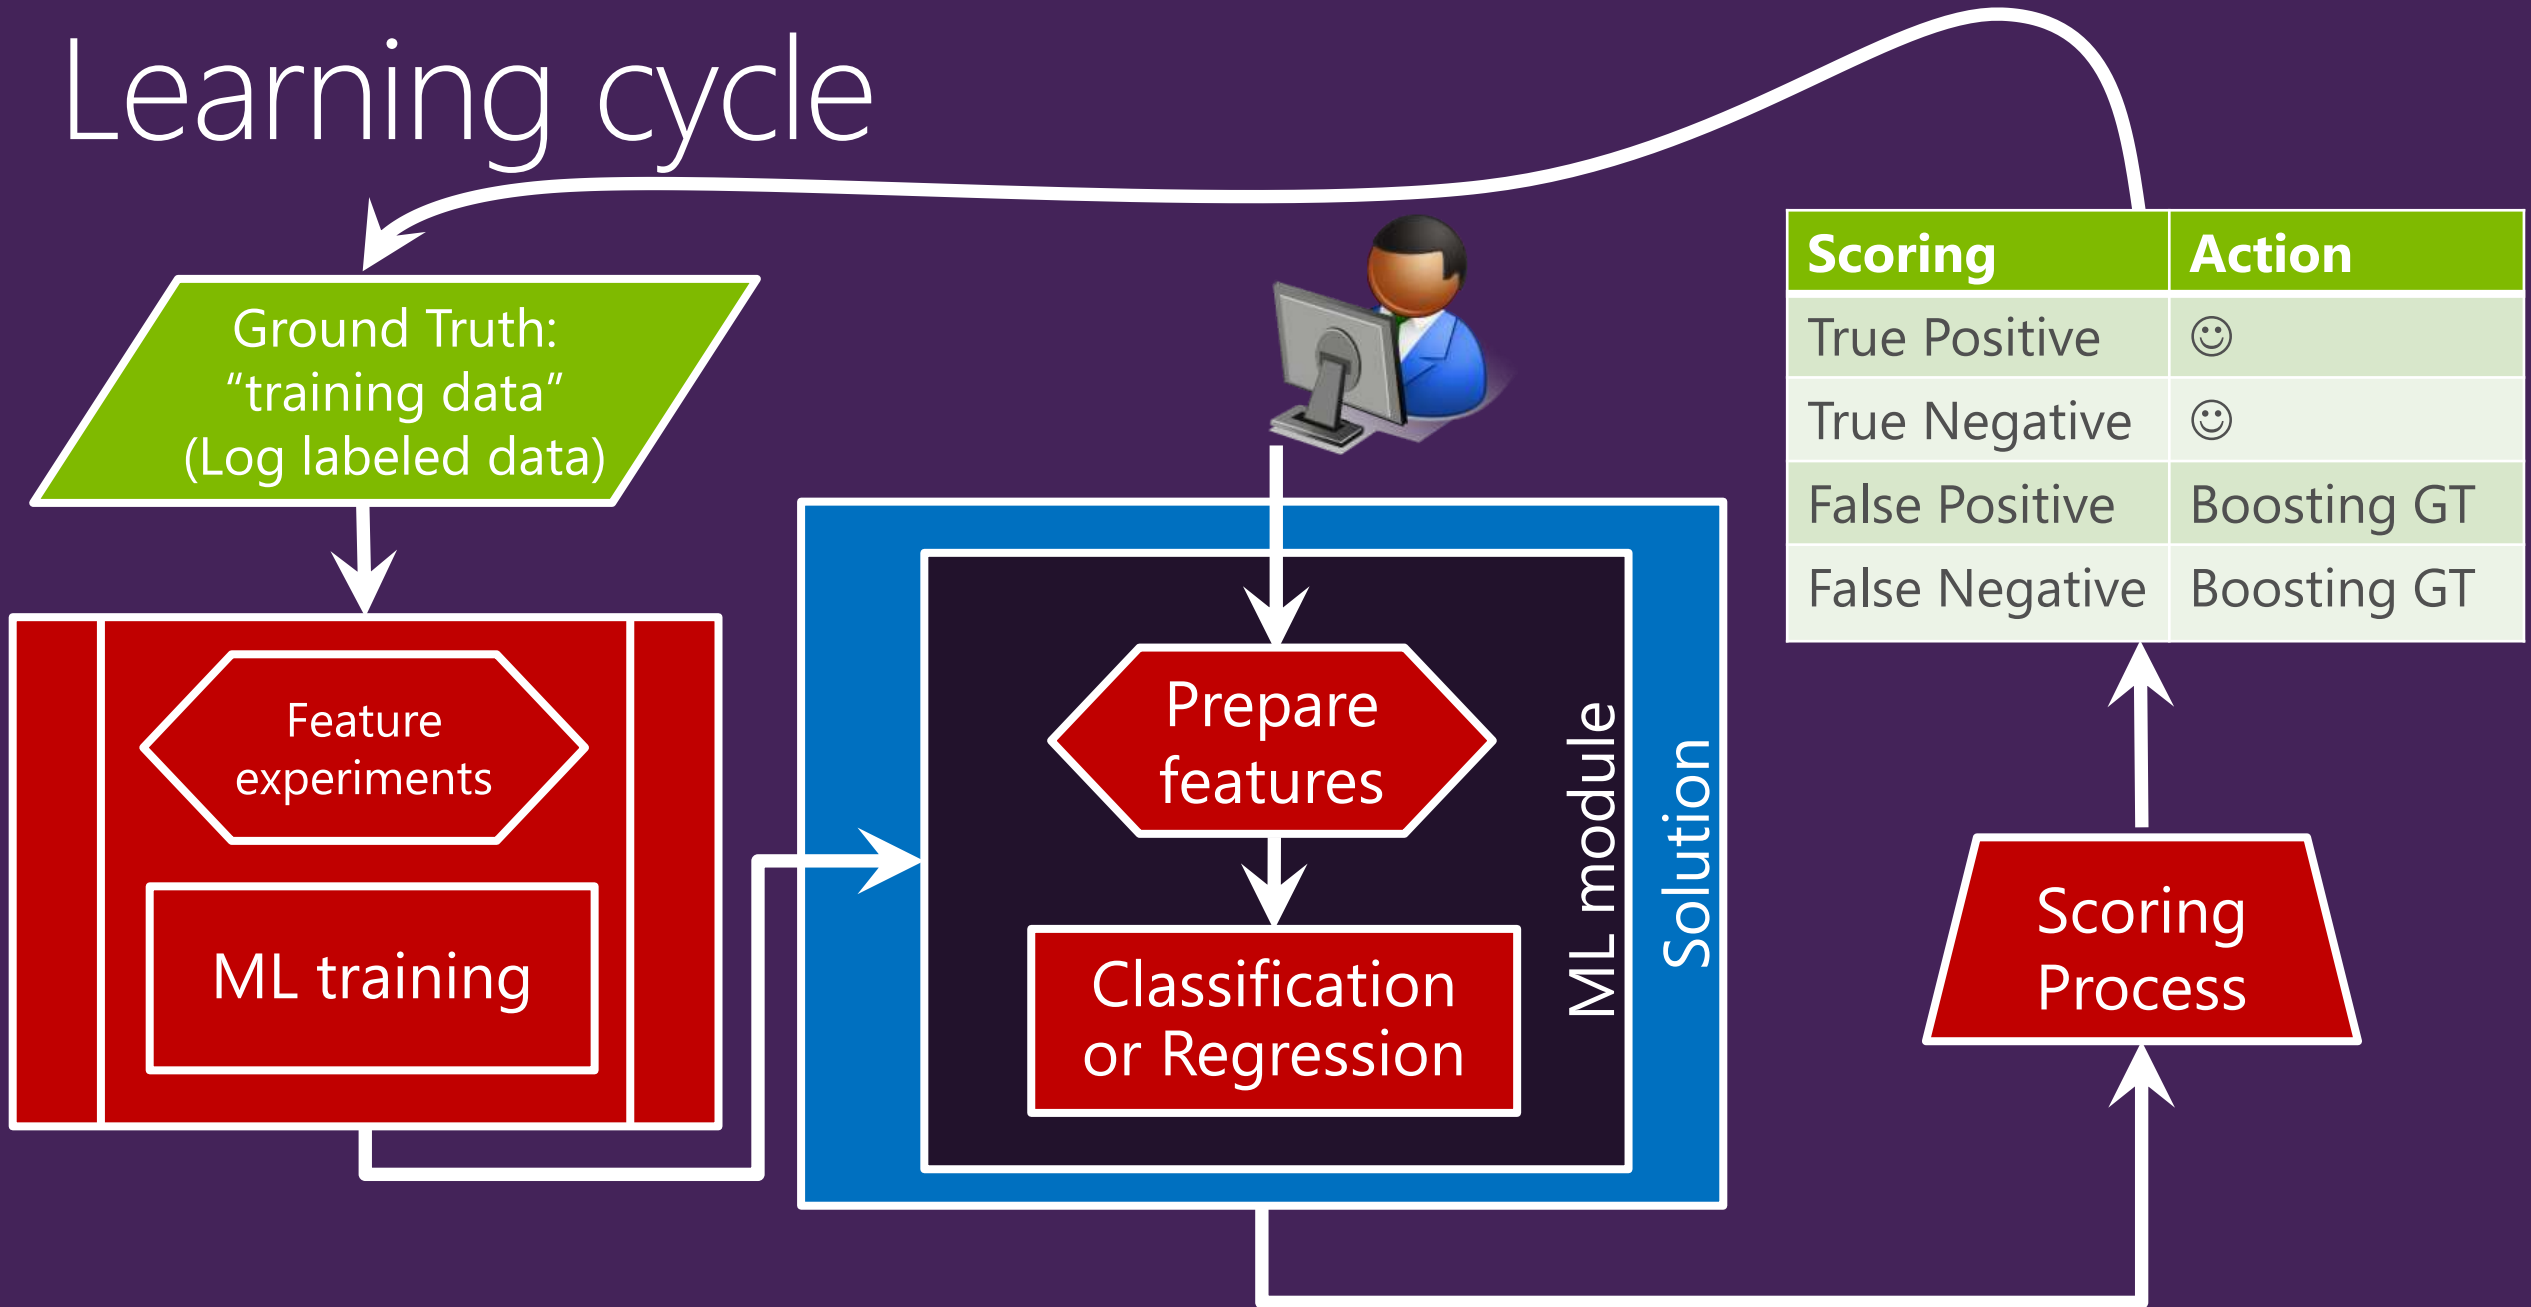 Learning cycle
Ground Truth:
“training data”
(Log labeled data)
Feature
experiments
ML training
Prepare
features
Classification
or Regression
ML module
Solution
Scoring
Process
Scoring Action
True Positive ☺
True Negative ☺
False Positive Boosting GT
False Negative Boosting GT